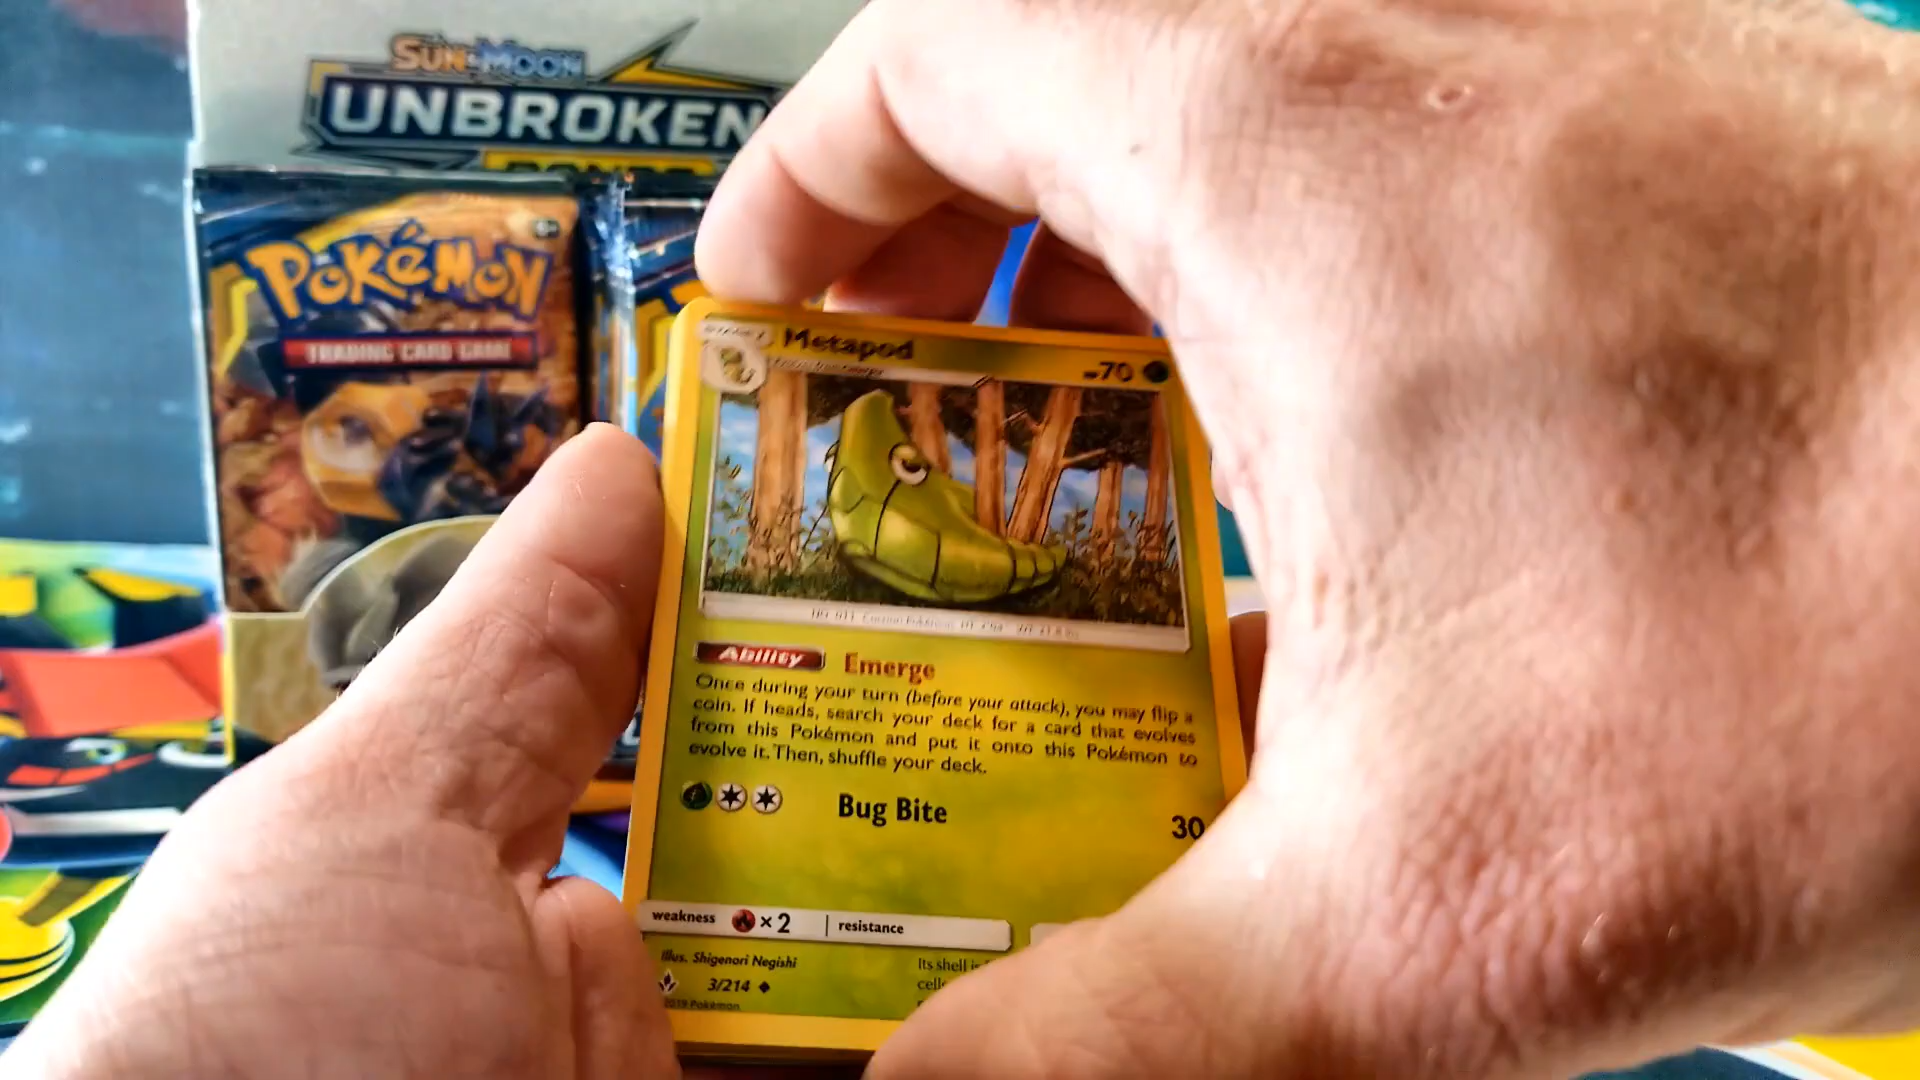 SUN & MOON
UNBROKEN
POKéMON
TRADING CARD GAME
Metapod
70
Ability Emerge
Once during your turn (before your attack), you may flip a
coin. If heads, search your deck for a card that evolves
from this Pokémon and put it onto this Pokémon to
evolve it. Then, shuffle your deck.
Bug Bite 30
weakness ×2 resistance
Illus. Shigenori Negishi
Its shell is
3/214
2019 Pokémon